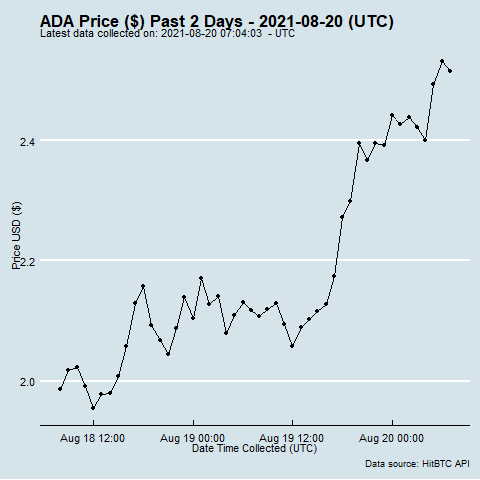 ADA Price ($) Past 2 Days - 2021-08-20 (UTC)
Latest data collected on: 2021-08-20 07:04:03  - UTC
2.4
2.2
2.0
Price USD ($)
Aug 18 12:00 Aug 19 00:00 Aug 19 12:00 Aug 20 00:00
Date Time Collected (UTC)
Data source: HitBTC API